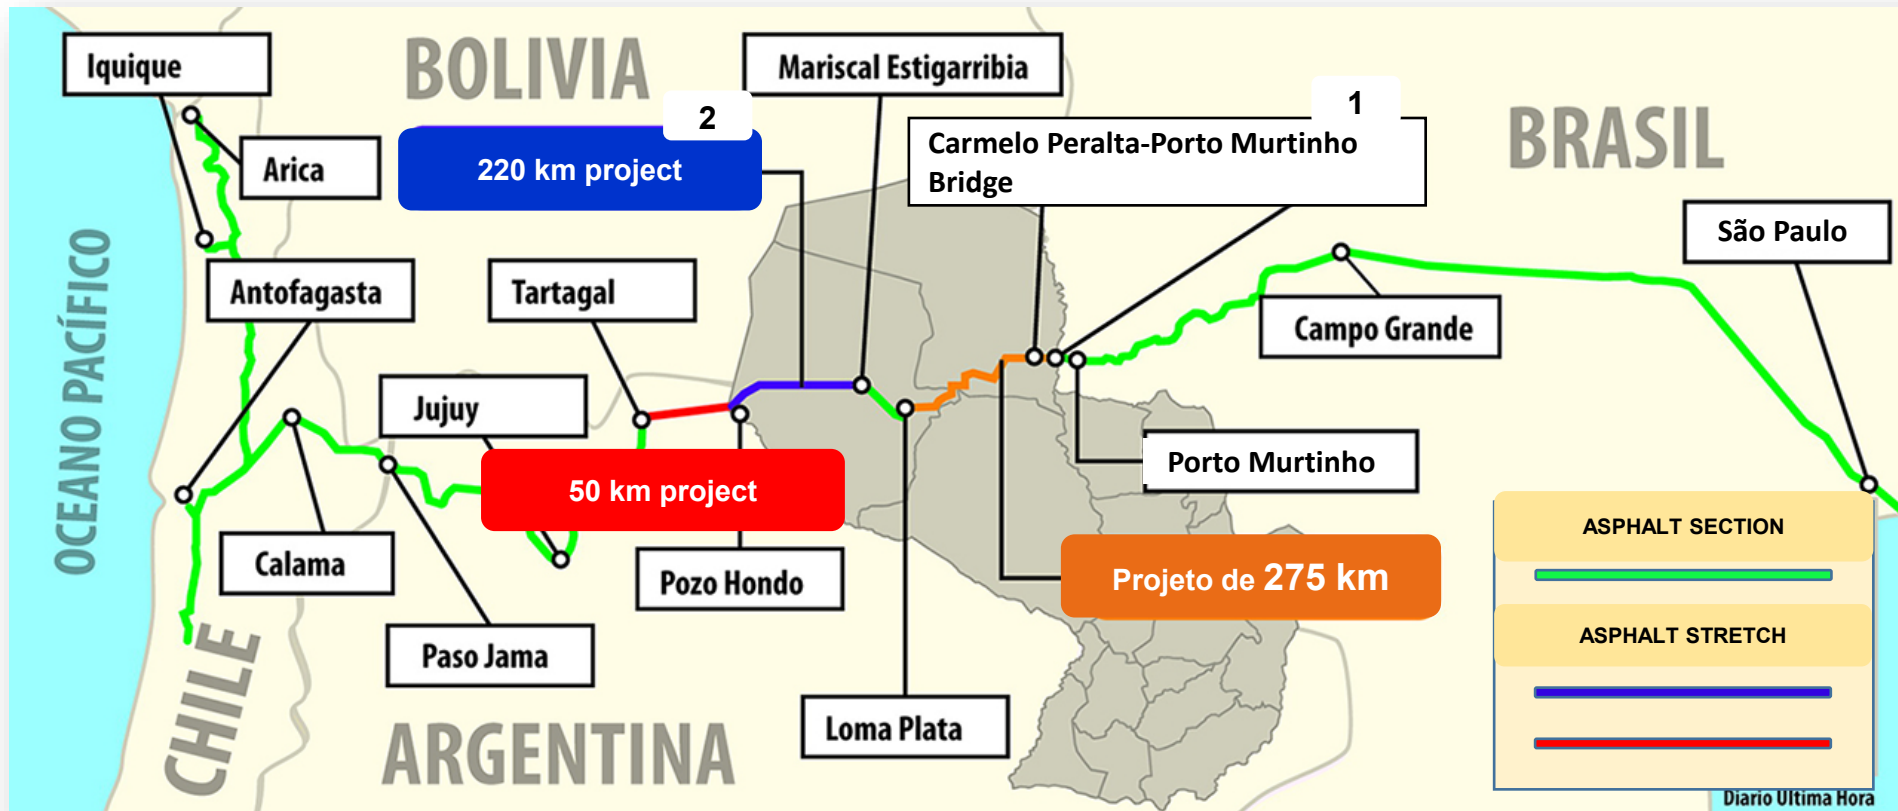 Iquique
BOLIVIA
Mariscal Estigarribia
2
1
220 km project
Carmelo Peralta-Porto Murtinho
Bridge
BRASIL
Arica
São Paulo
OCEANO PACÍFICO
Antofagasta
Tartagal
Campo Grande
Jujuy
Porto Murtinho
50 km project
ASPHALT SECTION
Calama
Pozo Hondo
Projeto de 275 km
ASPHALT STRETCH
Paso Jama
CHILE
Loma Plata
ARGENTINA
Diario Ultima Hora